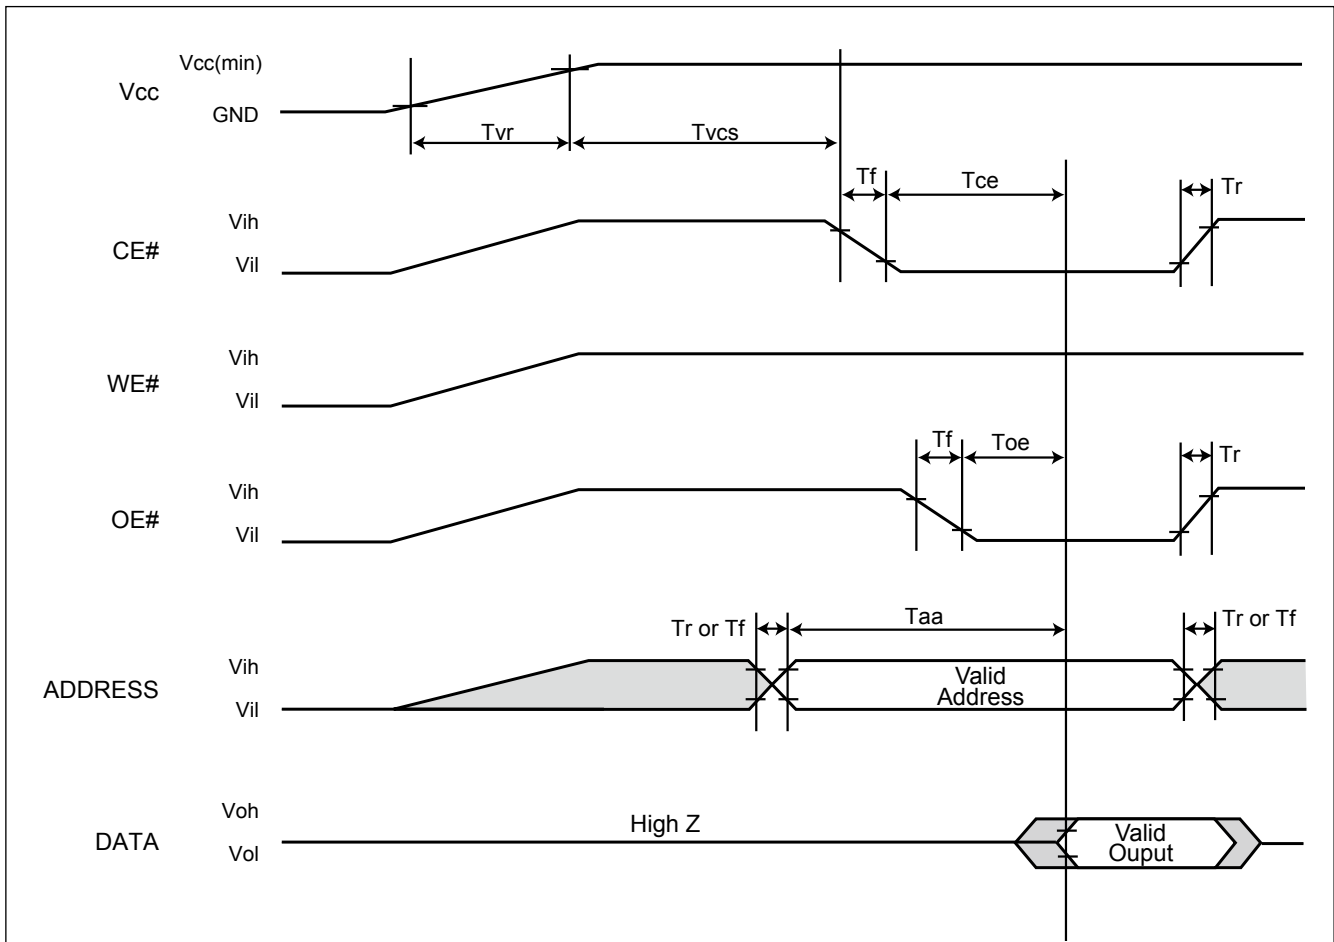 Vcc(min)
Vcc
GND
Tvr
Tvcs
Tf
Tce
Tr
Vih
CE#
Vil
Vih
WE#
Vil
Tf
Toe
Tr
Vih
OE#
Vil
Tr or Tf
Taa
Tr or Tf
Vih
ADDRESS
Vil
Valid
Address
Voh
DATA
Vol
High Z
Valid
Ouput